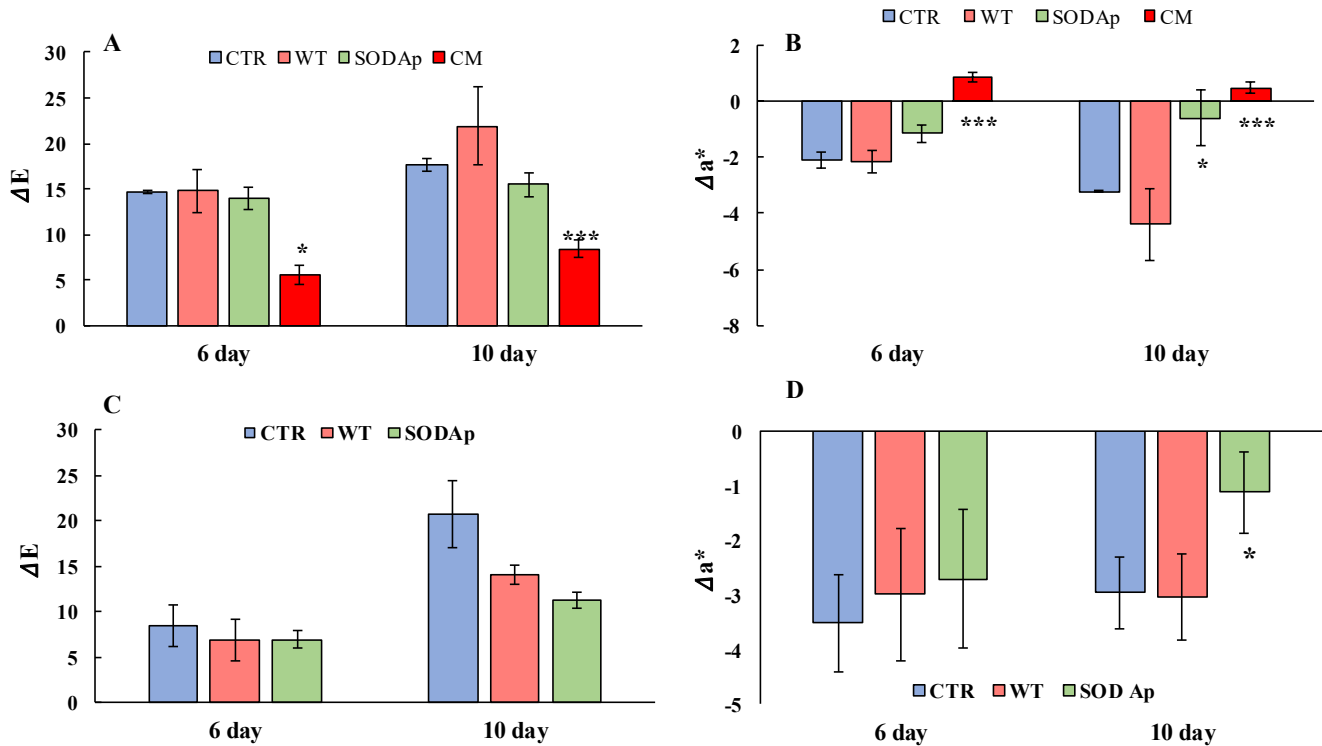 A
CTR WT SODAp CM
30
25
20
15
10
5
0
ΔE
*
***
6 day 10 day
CTR WT SODAp CM
B
2
0
-2
-4
-6
-8
Δa*
***
*
***
6 day 10 day
C
CTR WT SODAp
30
25
20
15
10
5
0
ΔE
6 day 10 day
D
0
-1
-2
-3
-4
-5
Δa*
*
CTR WT SOD Ap
6 day 10 day